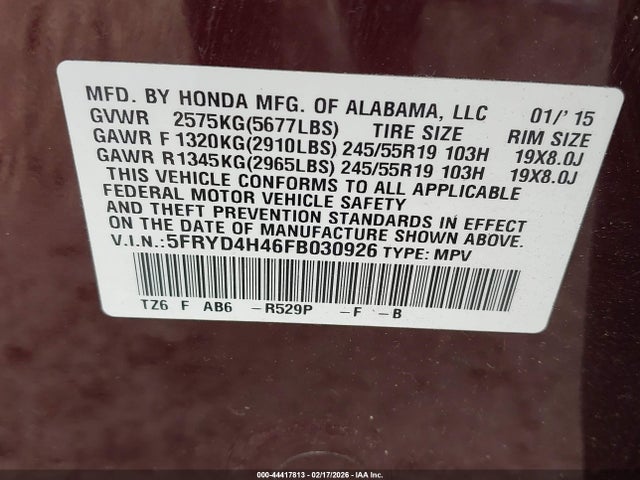 MFD. BY HONDA MFG. OF ALABAMA, LLC 01/' 15
GVWR 2575KG(5677LBS) TIRE SIZE RIM SIZE
GAWR F 1320KG(2910LBS) 245/55R19 103H 19X8.0J
GAWR R1345KG(2965LBS) 245/55R19 103H 19X8.0J
THIS VEHICLE CONFORMS TO ALL APPLICABLE
FEDERAL MOTOR VEHICLE SAFETY
AND THEFT PREVENTION STANDARDS IN EFFECT
ON THE DATE OF MANUFACTURE SHOWN ABOVE.
V.I.N.:5FRYD4H46FB030926 TYPE: MPV
TZ6 F AB6 -R529P -F -B
000-44417813 - 02/17/2026 - IAA Inc.